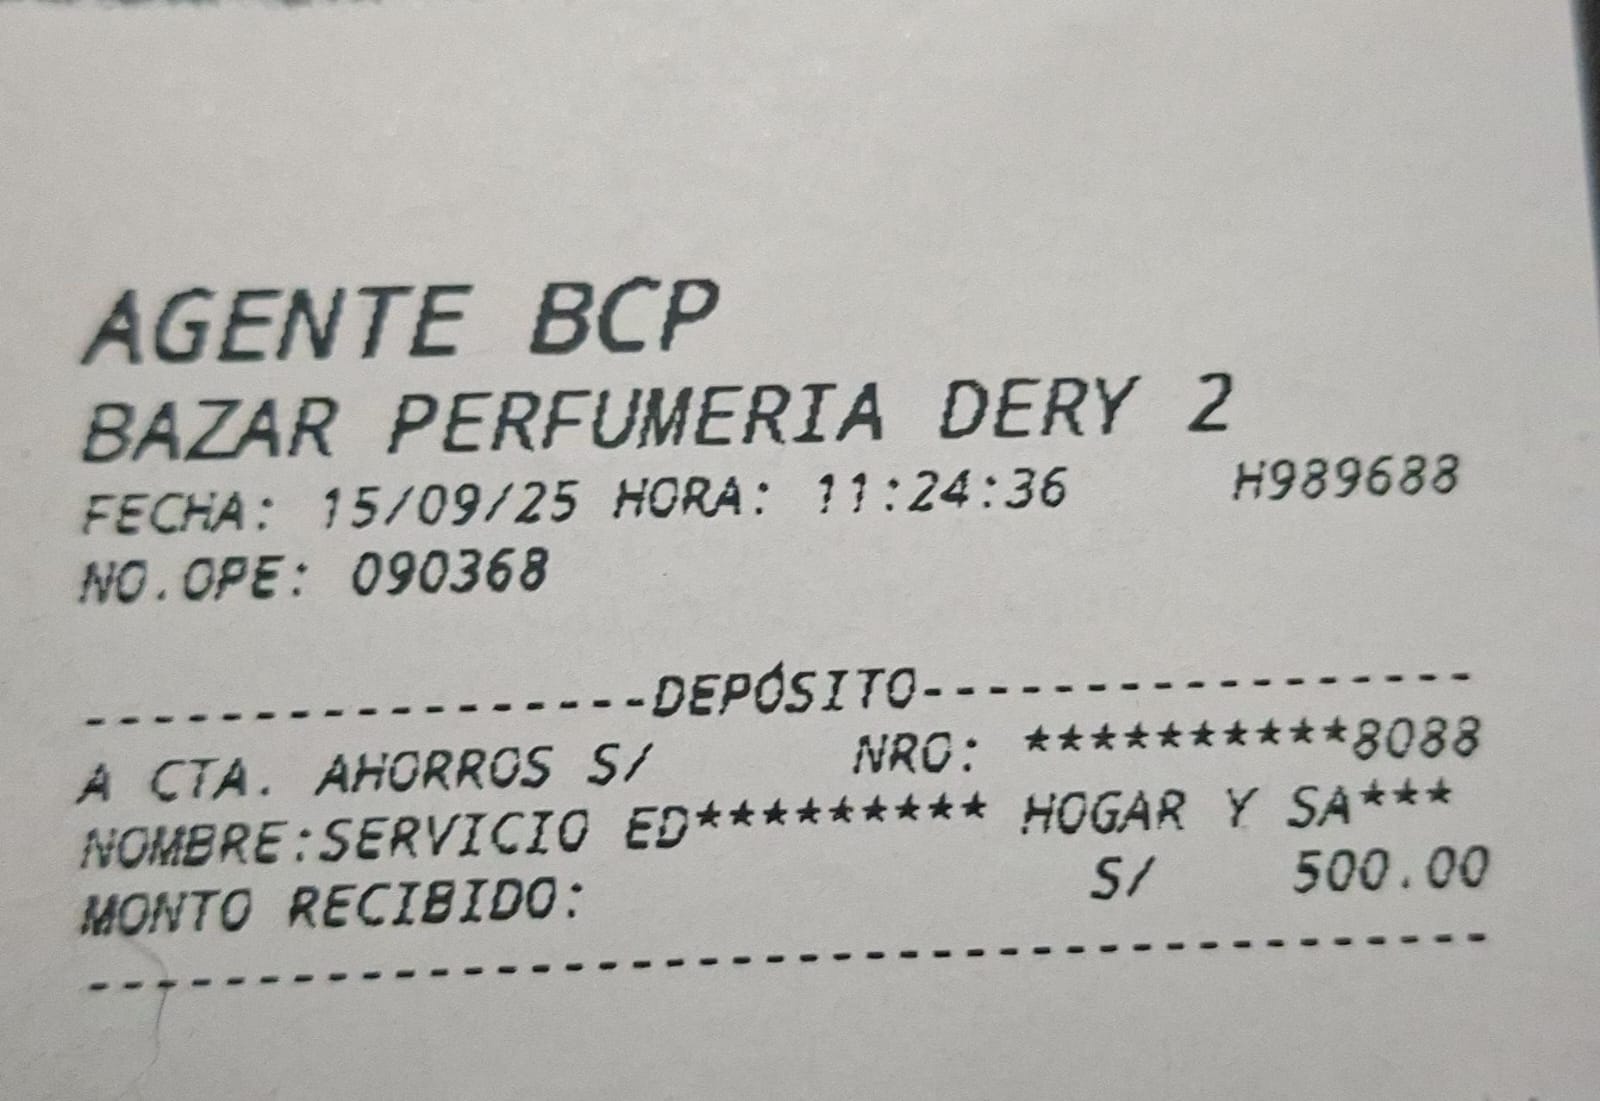 AGENTE BCP
BAZAR PERFUMERIA DERY 2
FECHA: 15/09/25 HORA: 11:24:36 H989688
NO.OPE: 090368
-----------------DEPÓSITO-----------------
A CTA. AHORROS S/ NRO: **********8088
NOMBRE:SERVICIO ED********* HOGAR Y SA***
MONTO RECIBIDO: S/ 500.00
------------------------------------------